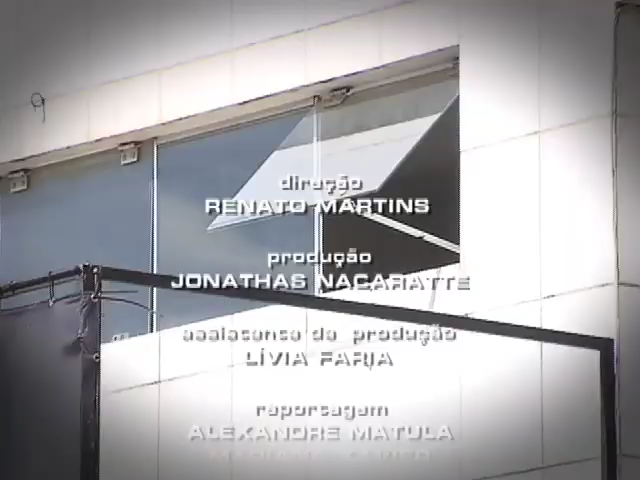 direção
RENATO MARTINS
produção
JONATHAS NACARATTE
assistente de produção
LÍVIA FARIA
reportagem
ALEXANDRE MATULA